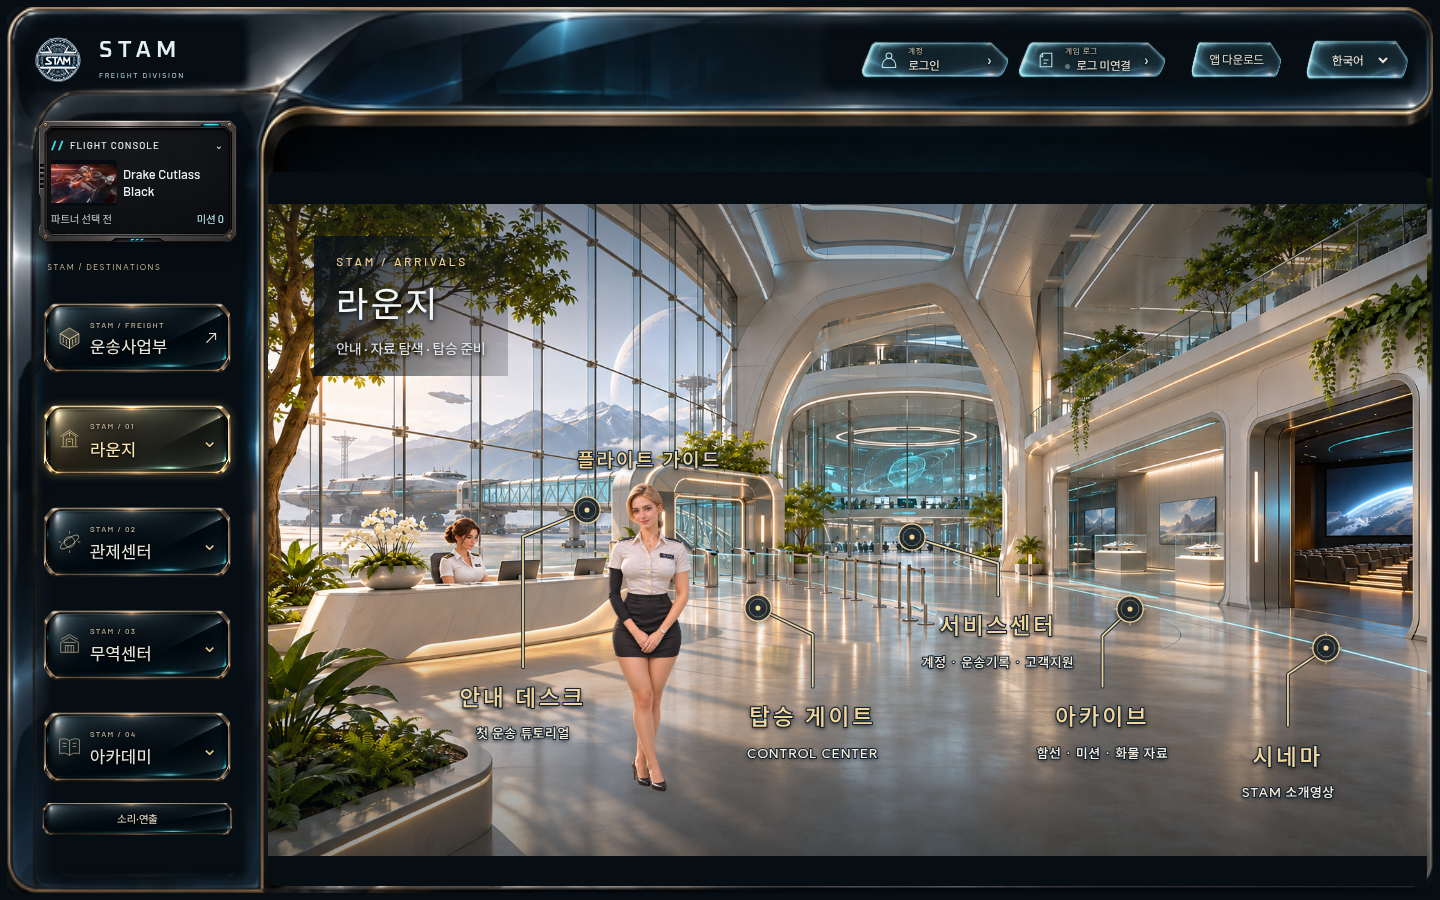 STAM
STAM
FREIGHT DIVISION
계정
로그인
게임 로그
로그 미연결
앱 다운로드
한국어
FLIGHT CONSOLE
Drake Cutlass
Black
파트너 선택 전
미션 0
STAM / DESTINATIONS
STAM / FREIGHT
운송사업부
STAM / 01
라운지
STAM / 02
관제센터
STAM / 03
무역센터
STAM / 04
아카데미
소리·연출
STAM / ARRIVALS
라운지
안내 · 자료 탐색 · 탑승 준비
플라이트 가이드
안내 데스크
첫 운송 튜토리얼
탑승 게이트
CONTROL CENTER
서비스센터
계정 · 운송기록 · 고객지원
아카이브
함선 · 미션 · 화물 자료
시네마
STAM 소개영상